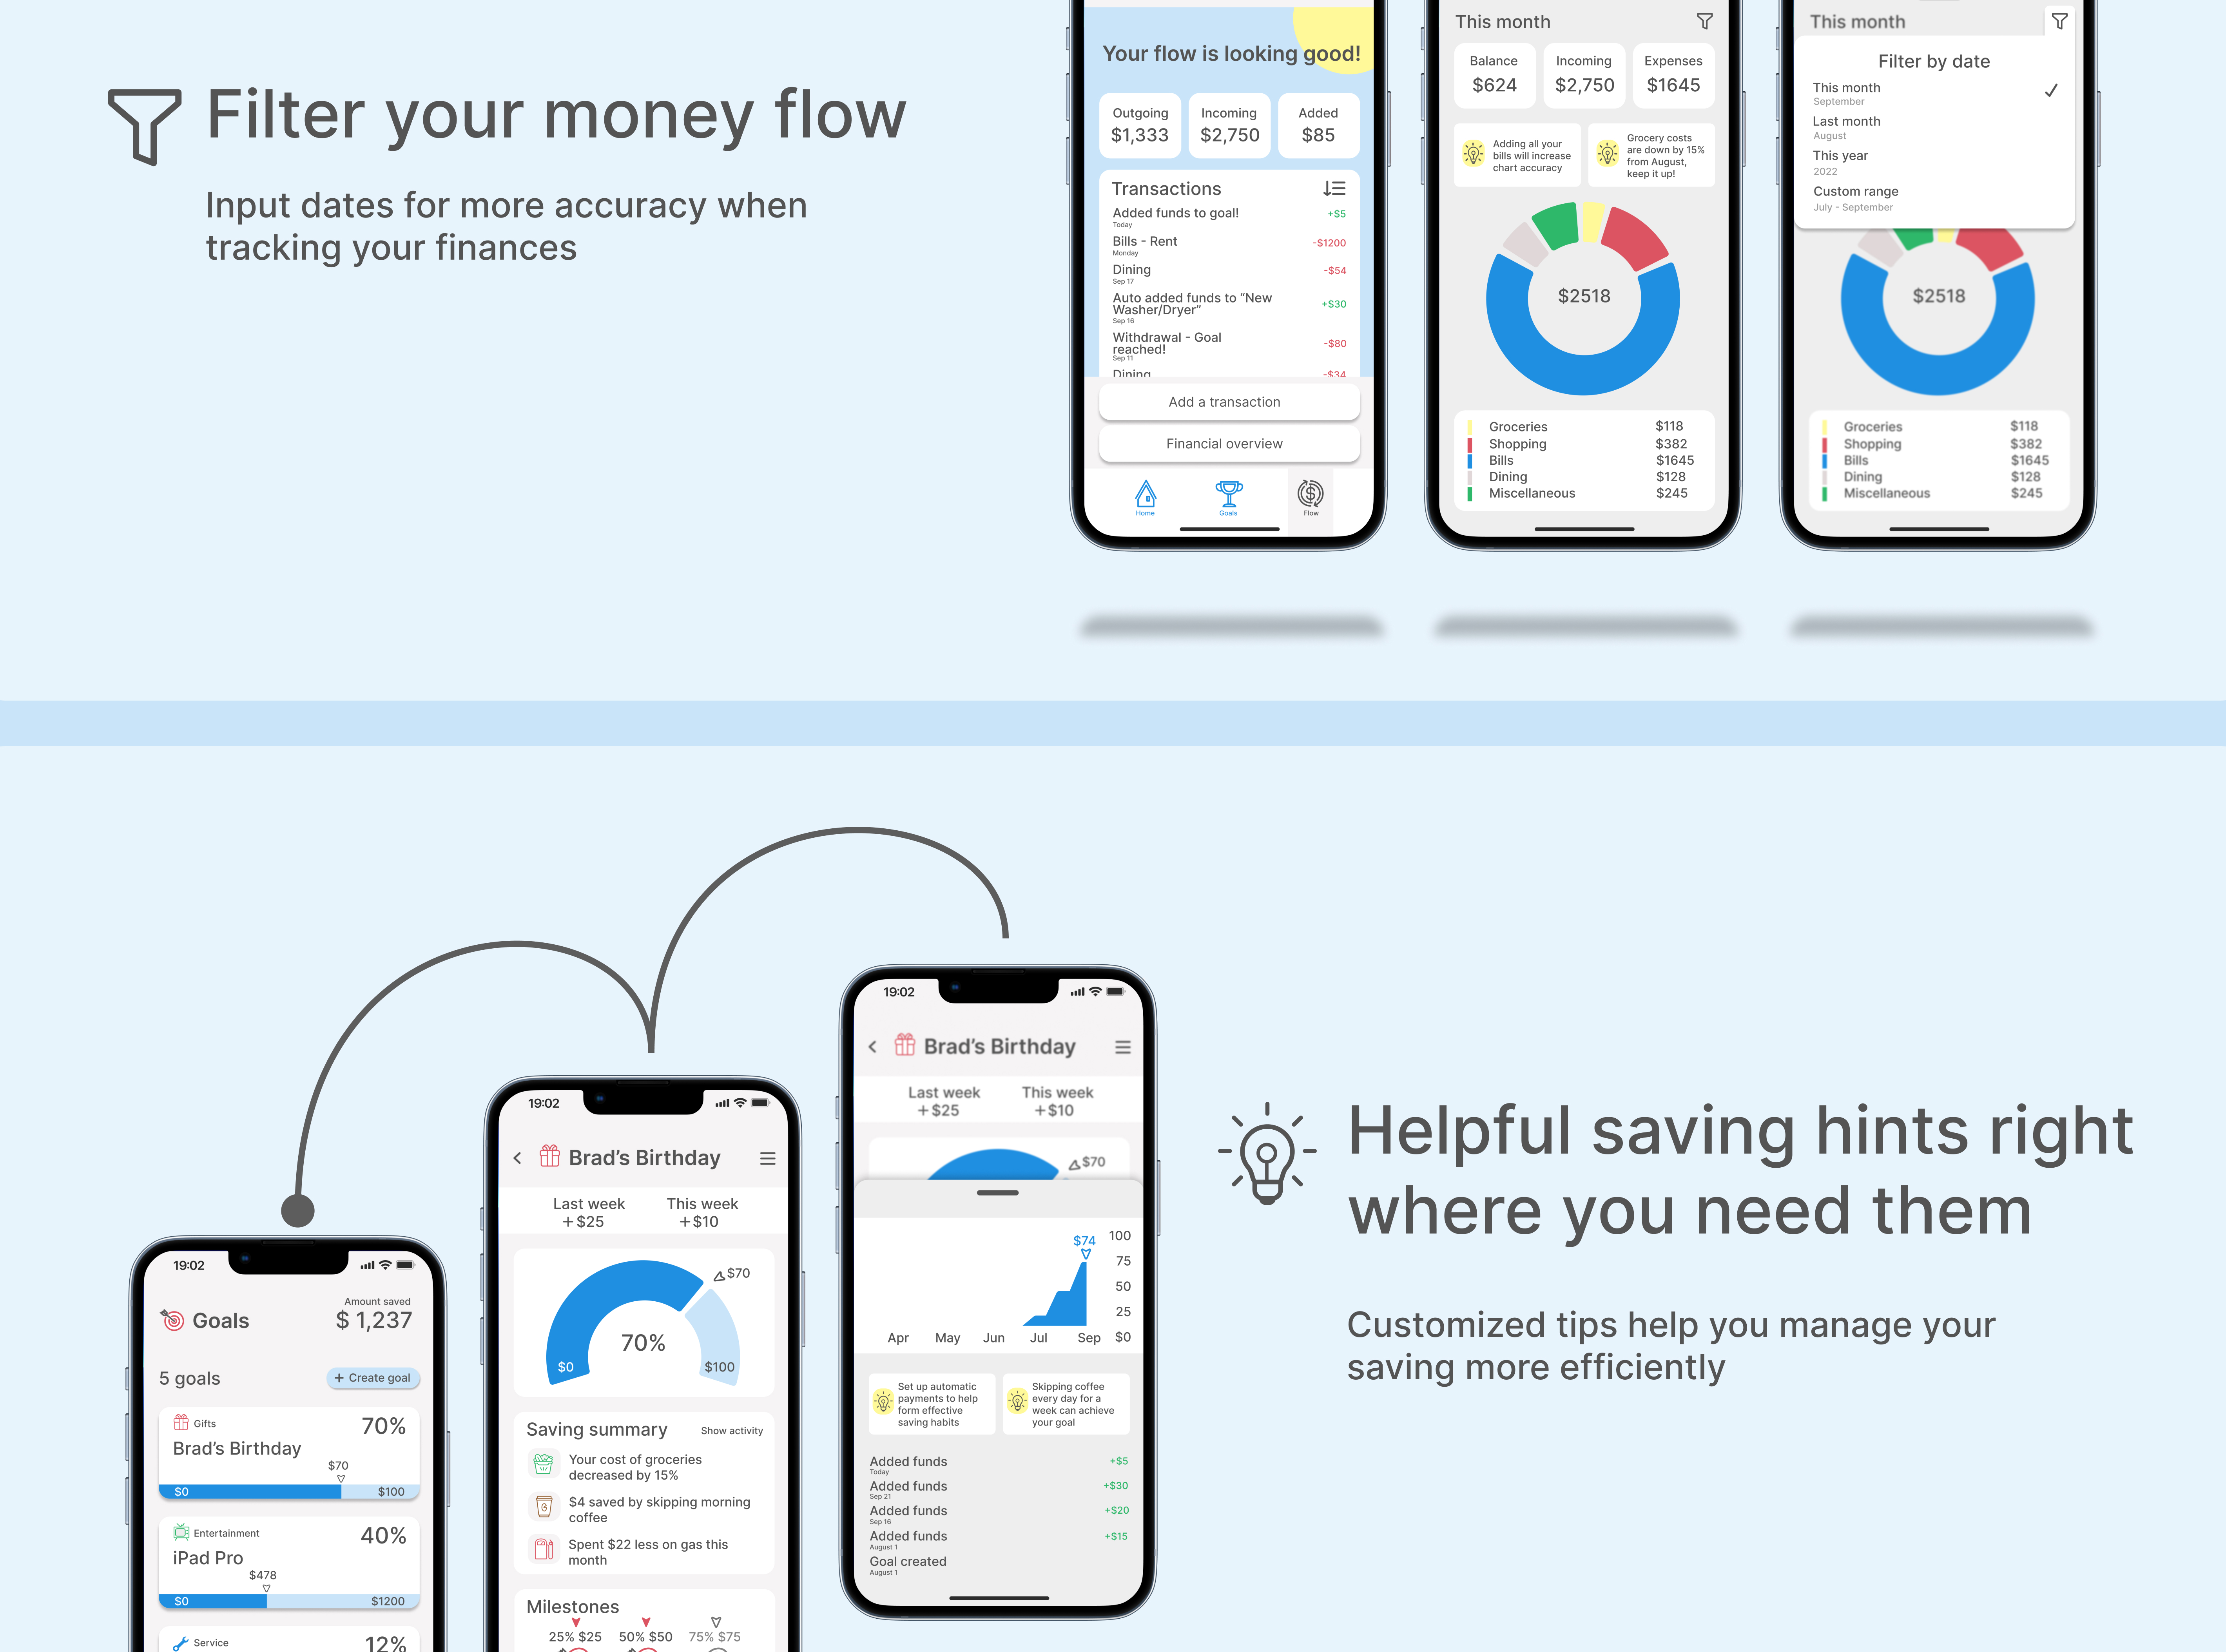 Filter your money flow
Input dates for more accuracy when
tracking your finances
Your flow is looking good!
Outgoing
$1,333
Incoming
$2,750
Added
$85
Transactions
Added funds to goal!
+$5
Today
Bills - Rent
-$1200
Monday
Dining
-$54
Sep 17
Auto added funds to "New
Washer/Dryer"
+$30
Sep 16
Withdrawal - Goal
reached!
-$80
Sep 11
Dining
-$34
Add a transaction
Financial overview
Home
Goals
Flow
This month
Balance
$624
Incoming
$2,750
Expenses
$1645
Adding all your
bills will increase
chart accuracy
Grocery costs
are down by 15%
from August,
keep it up!
$2518
Groceries $118
Shopping $382
Bills $1645
Dining $128
Miscellaneous $245
This month
Filter by date
This month
September
Last month
August
This year
2022
Custom range
July - September
$2518
Groceries $118
Shopping $382
Bills $1645
Dining $128
Miscellaneous $245
19:02
Goals
Amount saved
$ 1,237
5 goals
+ Create goal
Gifts
70%
Brad's Birthday
$70
$0 $100
Entertainment
40%
iPad Pro
$478
$0 $1200
Service
12%
19:02
Brad's Birthday
Last week
+$25
This week
+$10
$70
70%
$0
$100
Saving summary
Show activity
Your cost of groceries
decreased by 15%
$4 saved by skipping morning
coffee
Spent $22 less on gas this
month
Milestones
25% $25
50% $50
75% $75
19:02
Brad's Birthday
Last week
+$25
This week
+$10
$70
$74
100
75
50
25
$0
Apr May Jun Jul Sep
Set up automatic
payments to help
form effective
saving habits
Skipping coffee
every day for a
week can achieve
your goal
Added funds
+$5
Today
Added funds
+$30
Sep 21
Added funds
+$20
Sep 16
Added funds
+$15
August 1
Goal created
August 1
Helpful saving hints right
where you need them
Customized tips help you manage your
saving more efficiently